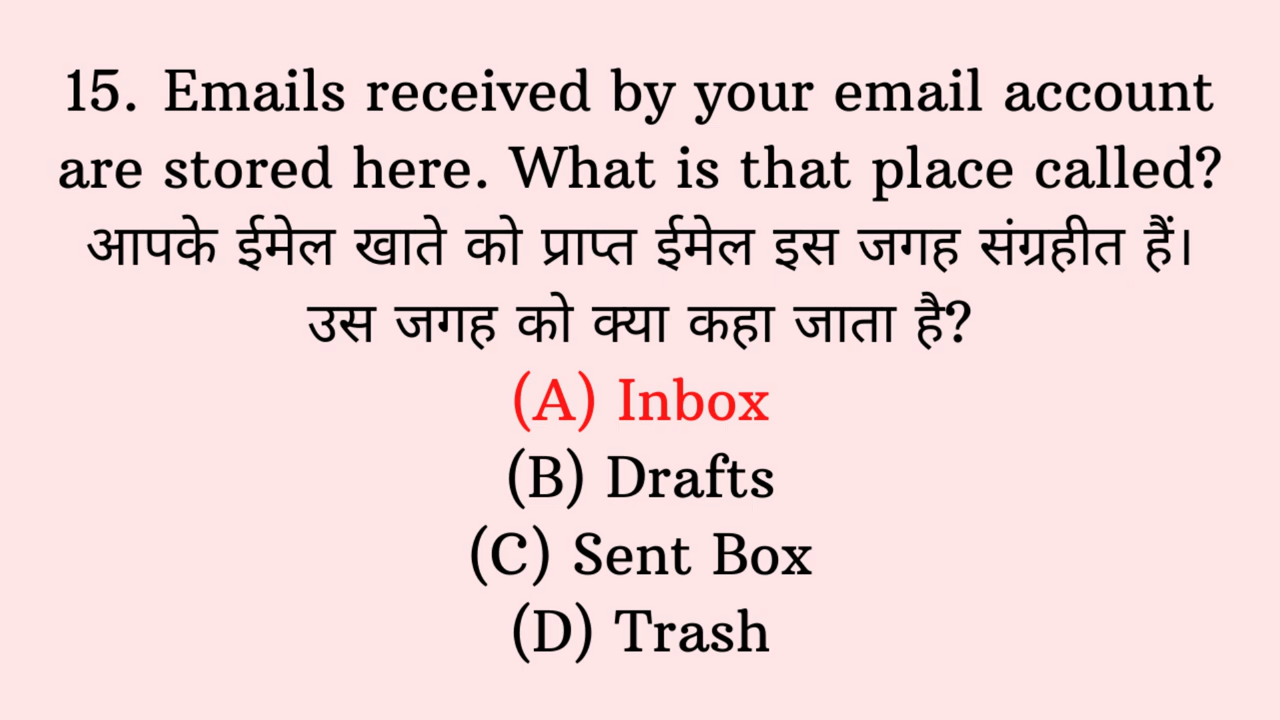 15. Emails received by your email account
are stored here. What is that place called?
आपके ईमेल खाते को प्राप्त ईमेल इस जगह संग्रहीत हैं।
उस जगह को क्या कहा जाता है?
(A) Inbox
(B) Drafts
(C) Sent Box
(D) Trash